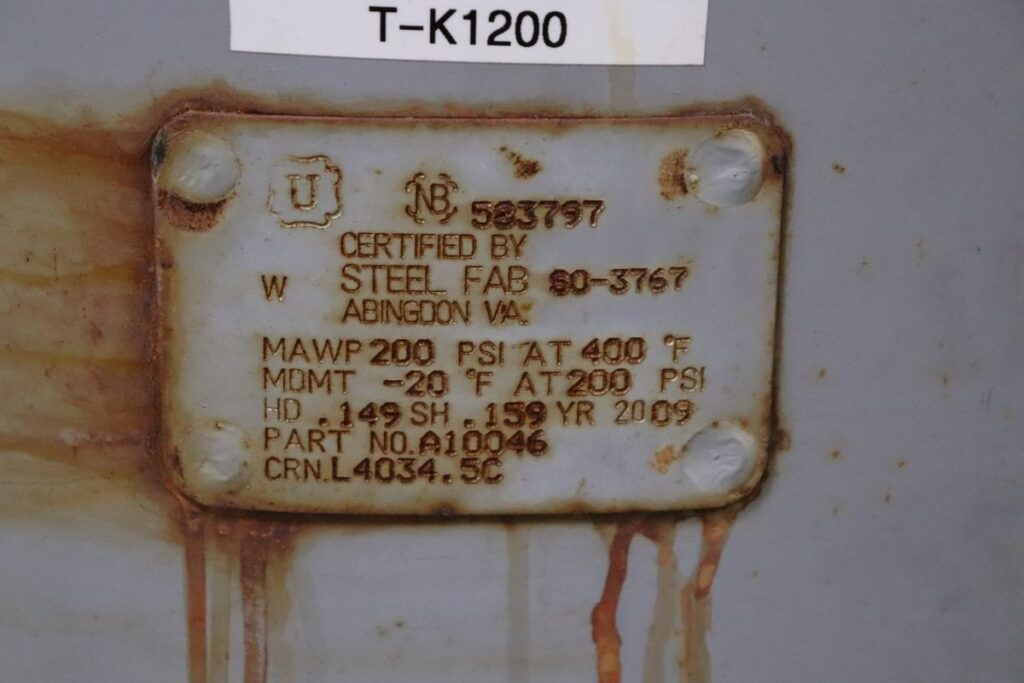 T-K1200
U NB 583797
CERTIFIED BY
W STEEL FAB SO-3767
ABINGDON VA.
MAWP 200 PSI AT 400 °F
MDMT -20 °F AT 200 PSI
HD .149 SH .159 YR 2009
PART NO. A10046
CRN. L4034.5C